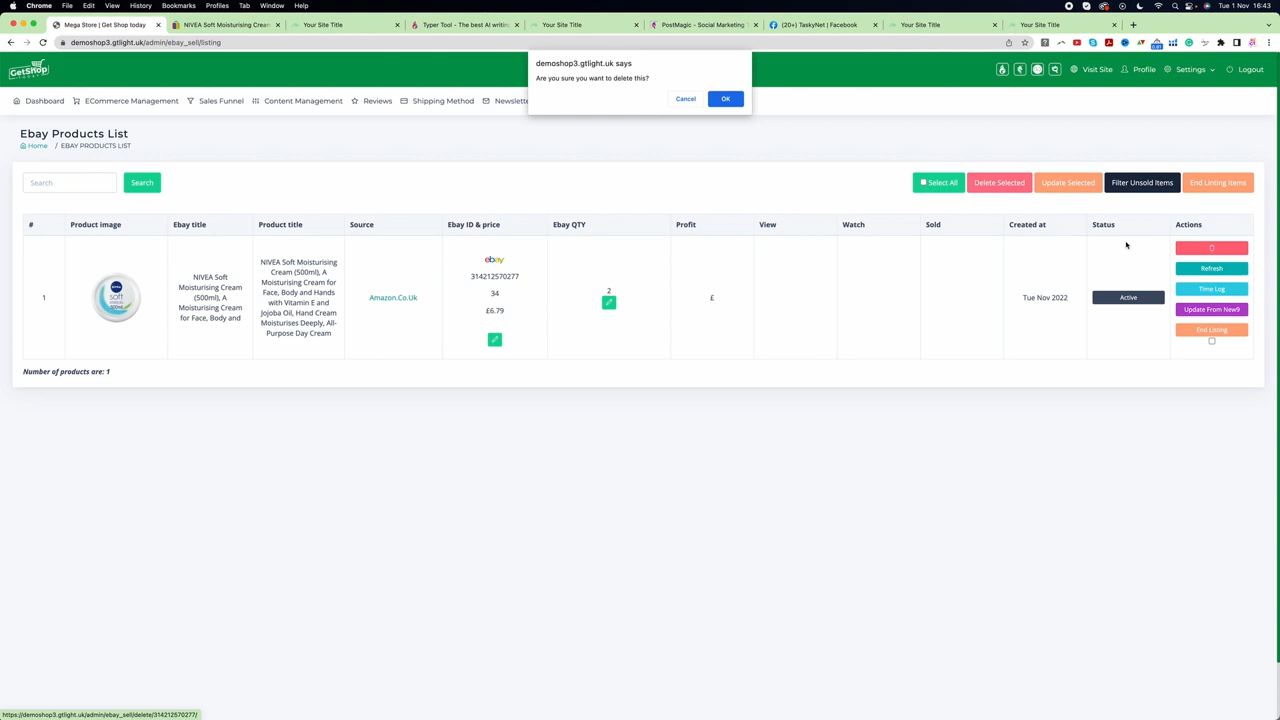 Chrome File Edit View History Bookmarks Profiles Tab Window Help
Tue 1 Nov 16:43
Mega Store | Get Shop today
NIVEA Soft Moisturising Cream
Your Site Title
Typer Tool - The best AI writin
Your Site Title
PostMagic - Social Marketing
(20+) TaskyNet | Facebook
Your Site Title
Your Site Title
demoshop3.gtlight.uk/admin/ebay_sell/listing
demoshop3.gtlight.uk says
Are you sure you want to delete this?
Cancel
OK
GetShop
Visit Site
Profile
Settings
Logout
Dashboard
ECommerce Management
Sales Funnel
Content Management
Reviews
Shipping Method
Newslette
Ebay Products List
Home / EBAY PRODUCTS LIST
Search
Search
Select All
Delete Selected
Update Selected
Filter Unsold Items
End Linting Items
# Product image Ebay title Product title Source Ebay ID & price Ebay QTY Profit View Watch Sold Created at Status Actions
1
NIVEA
soft
NIVEA Soft
Moisturising Cream
(500ml), A
Moisturising Cream
for Face, Body and
NIVEA Soft Moisturising
Cream (500ml), A
Moisturising Cream for
Face, Body and Hands
with Vitamin E and
Jojoba Oil, Hand Cream
Moisturises Deeply, All-
Purpose Day Cream
Amazon.Co.Uk
ebay
314212570277
34
£6.79
2
£
Tue Nov 2022
Active
Refresh
Time Log
Update From New9
End Listing
Number of products are: 1
https://demoshop3.gtlight.uk/admin/ebay_sell/delete/314212570277/